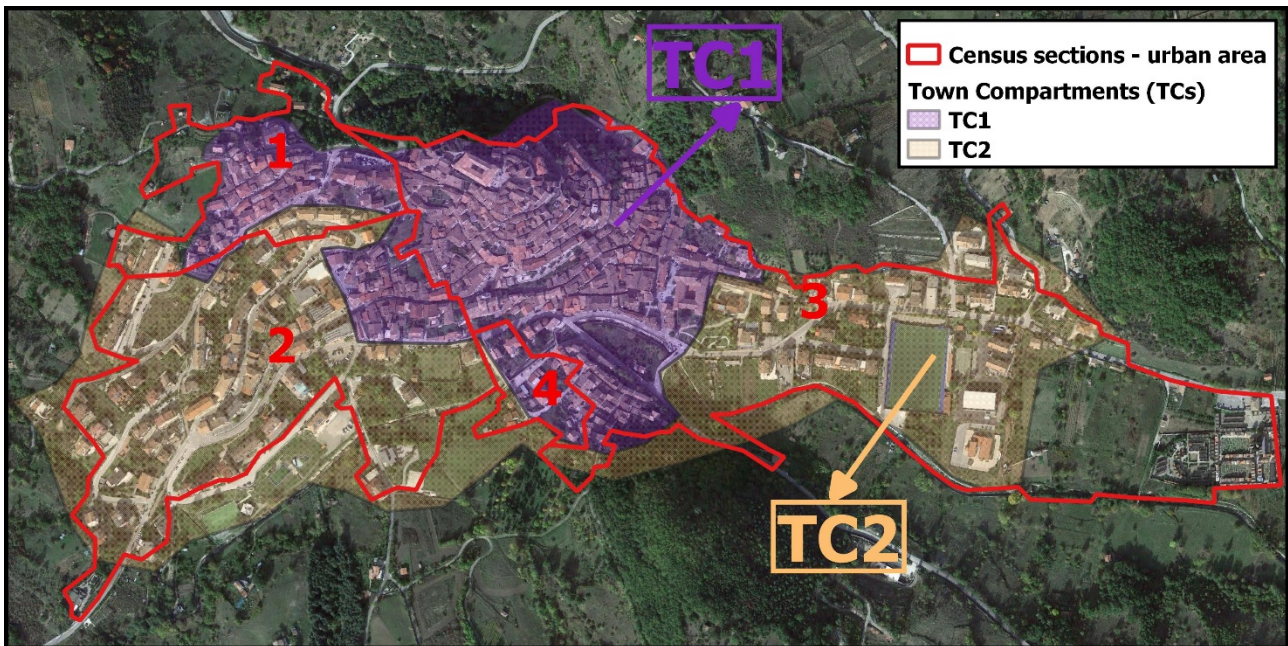 TC1
Census sections - urban area
Town Compartments (TCs)
TC1
TC2
1
2
3
4
TC2